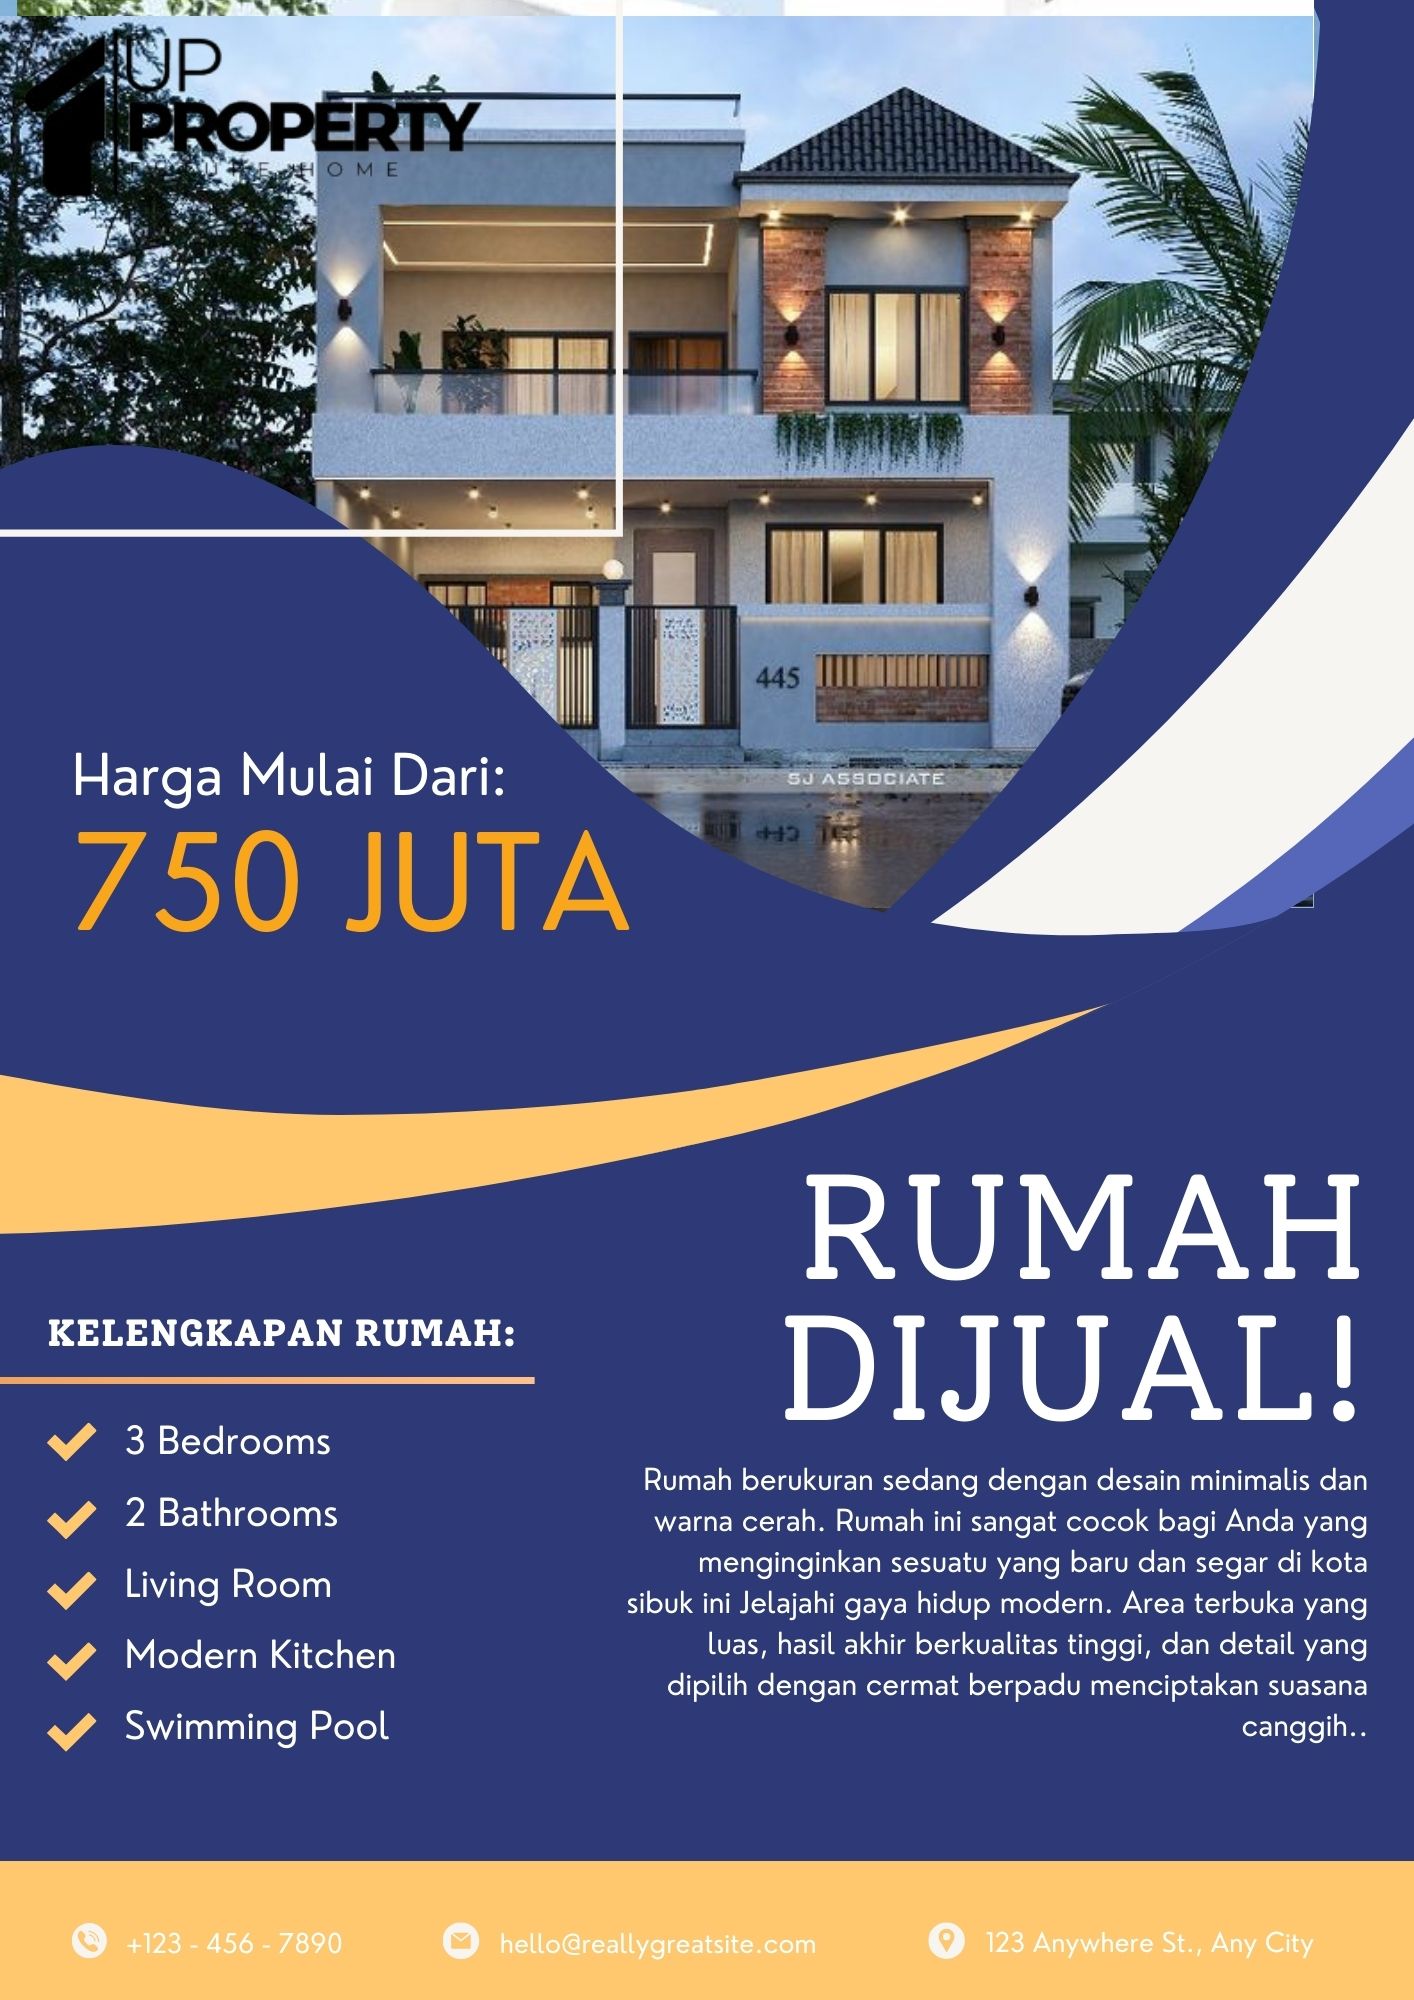 UP
PROPERTY
FUTURE HOME
445
SJ ASSOCIATE
Harga Mulai Dari:
750 JUTA
RUMAH
DIJUAL!
KELENGKAPAN RUMAH:
3 Bedrooms
2 Bathrooms
Living Room
Modern Kitchen
Swimming Pool
Rumah berukuran sedang dengan desain minimalis dan
warna cerah. Rumah ini sangat cocok bagi Anda yang
menginginkan sesuatu yang baru dan segar di kota
sibuk ini Jelajahi gaya hidup modern. Area terbuka yang
luas, hasil akhir berkualitas tinggi, dan detail yang
dipilih dengan cermat berpadu menciptakan suasana
canggih..
+123 - 456 - 7890
hello@reallygreatsite.com
123 Anywhere St., Any City